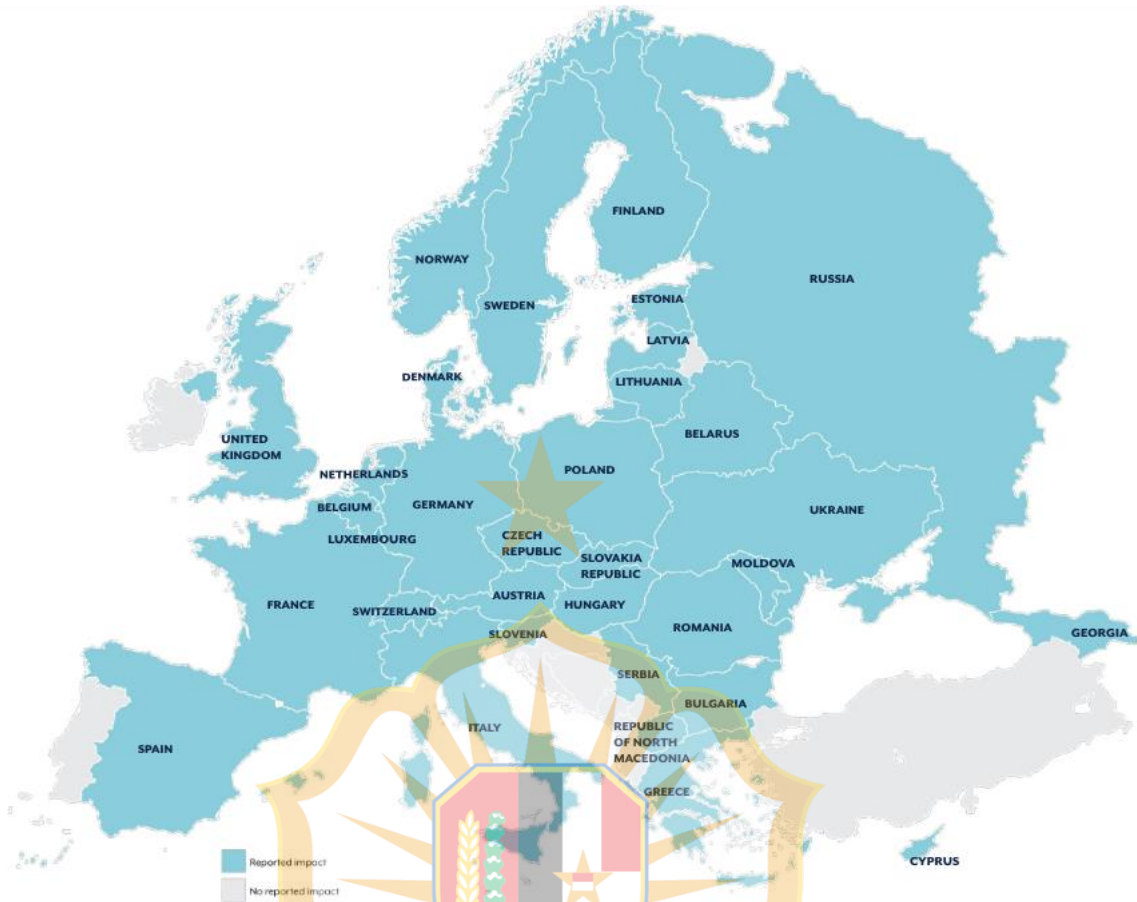 FINLAND
NORWAY
RUSSIA
SWEDEN
ESTONIA
LATVIA
DENMARK
LITHUANIA
BELARUS
UNITED
KINGDOM
NETHERLANDS
POLAND
BELGIUM
GERMANY
UKRAINE
LUXEMBOURG
CZECH
REPUBLIC
SLOVAKIA
REPUBLIC
MOLDOVA
AUSTRIA
FRANCE
SWITZERLAND
HUNGARY
ROMANIA
GEORGIA
SLOVENIA
SERBIA
BULGARIA
ITALY
REPUBLIC
OF NORTH
MACEDONIA
SPAIN
GREECE
CYPRUS
Reported impact
No reported impact